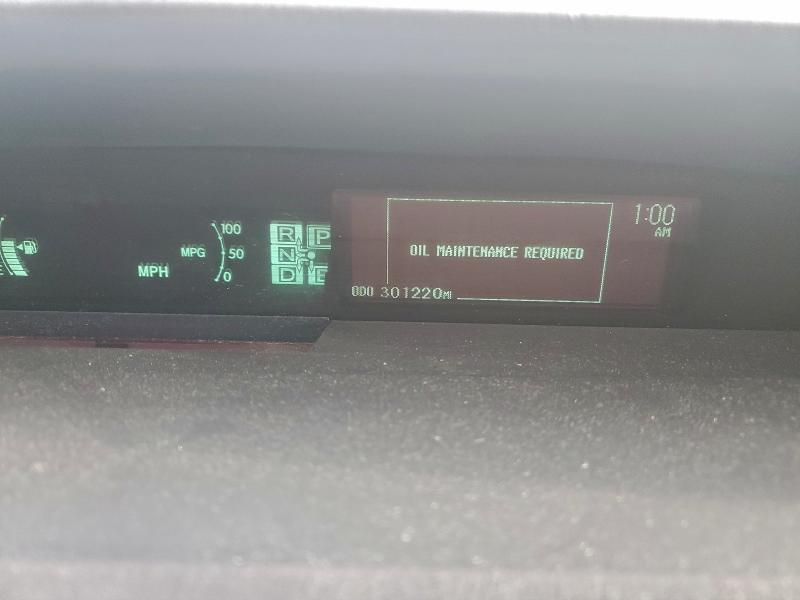 100
MPG 50
MPH 0
R P
N
D
1:00
AM
OIL MAINTENANCE REQUIRED
ODO 301220MI